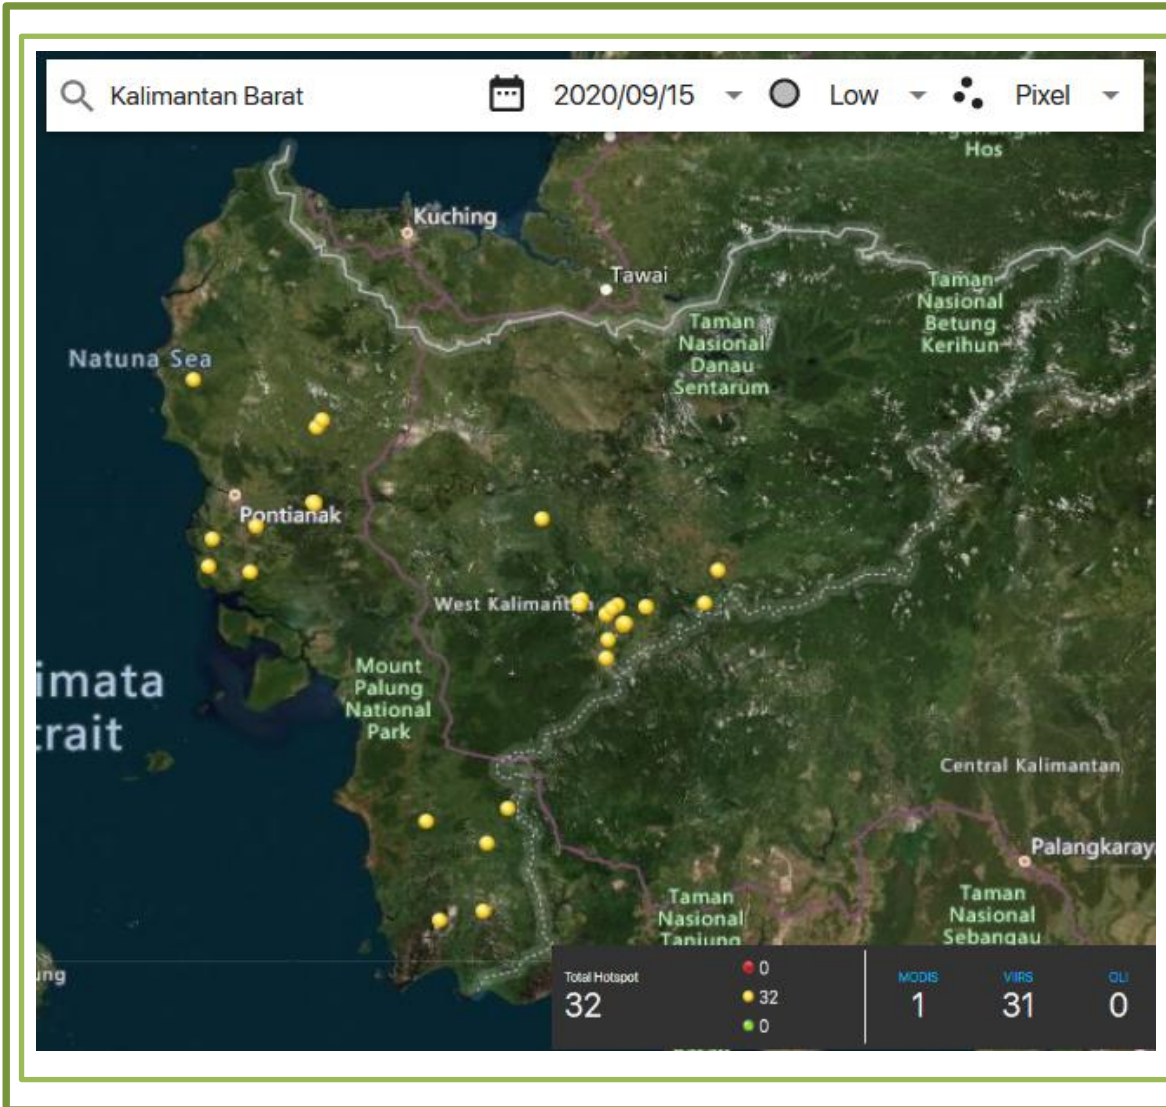 Kalimantan Barat 2020/09/15 Low Pixel
Hos
Kuching
Tawai
Taman
Nasional
Betung
Kerihun
Taman
Nasional
Danau
Sentarum
Natuna Sea
Pontianak
West Kalimantan
imata
trait
Mount
Palung
National
Park
Central Kalimantan
Palangkaray
Taman
Nasional
Tanjung
Taman
Nasional
Sebangau
ung
Total Hotspot
32
0
32
0
MODIS VIIRS OLI
1 31 0